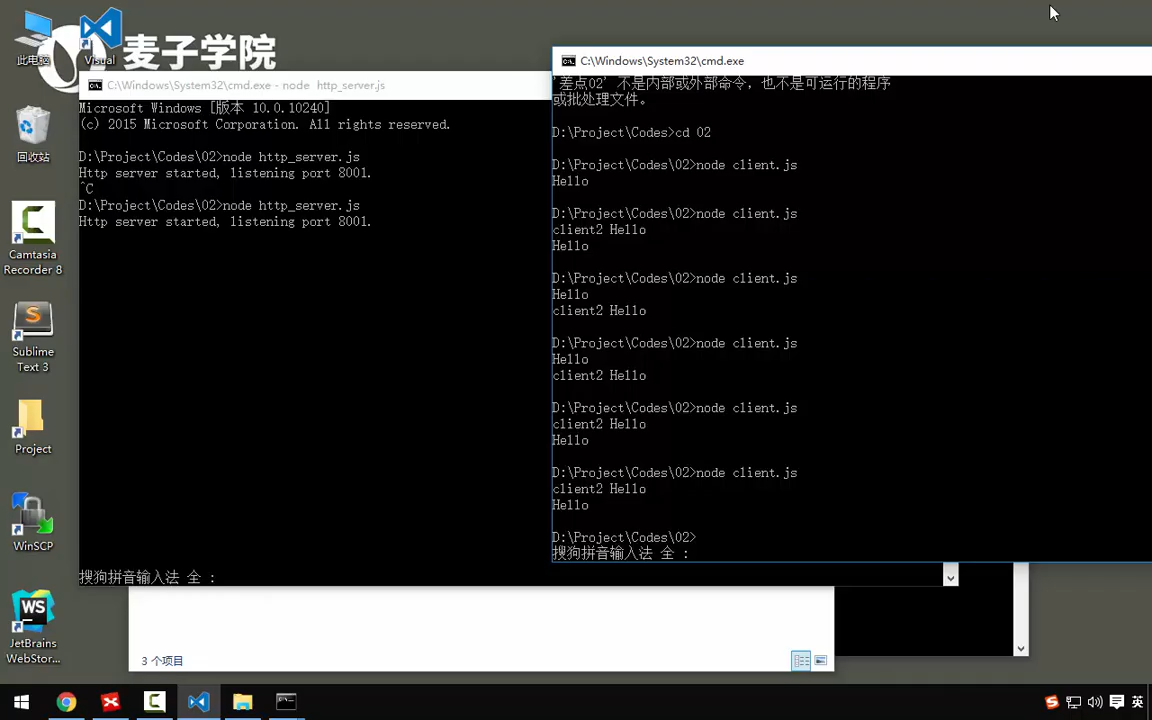 此电脑
Visual
麦子学院
回收站
Camtasia
Recorder 8
Sublime
Text 3
Project
WinSCP
WS
JetBrains
WebStor...
C:\Windows\System32\cmd.exe - node  http_server.js
Microsoft Windows [版本 10.0.10240]
(c) 2015 Microsoft Corporation. All rights reserved.
D:\Project\Codes\02>node http_server.js
Http server started, listening port 8001.
^C
D:\Project\Codes\02>node http_server.js
Http server started, listening port 8001.
搜狗拼音输入法 全 :
C:\Windows\System32\cmd.exe
'差点02' 不是内部或外部命令，也不是可运行的程序
或批处理文件。
D:\Project\Codes>cd 02
D:\Project\Codes\02>node client.js
Hello
D:\Project\Codes\02>node client.js
client2 Hello
Hello
D:\Project\Codes\02>node client.js
Hello
client2 Hello
D:\Project\Codes\02>node client.js
Hello
client2 Hello
D:\Project\Codes\02>node client.js
client2 Hello
Hello
D:\Project\Codes\02>node client.js
client2 Hello
Hello
D:\Project\Codes\02>
搜狗拼音输入法 全 :
3 个项目
英